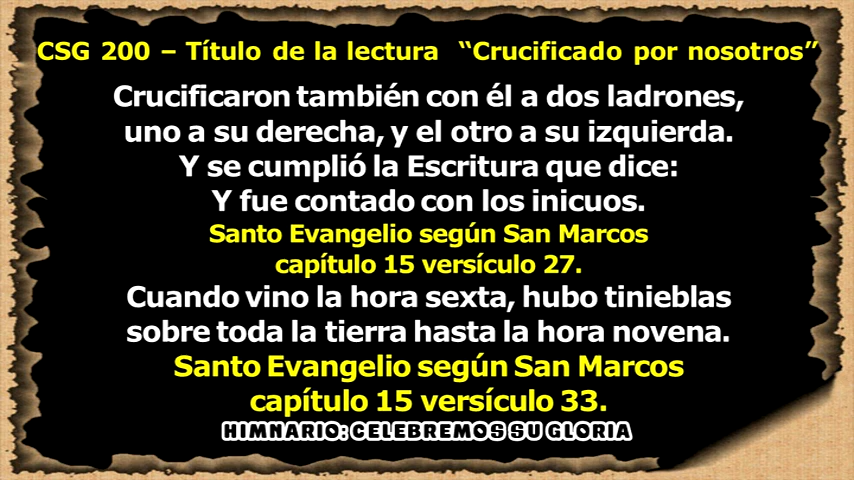 CSG 200 – Título de la lectura “Crucificado por nosotros”
Crucificaron también con él a dos ladrones,
uno a su derecha, y el otro a su izquierda.
Y se cumplió la Escritura que dice:
Y fue contado con los inicuos.
Santo Evangelio según San Marcos
capítulo 15 versículo 27.
Cuando vino la hora sexta, hubo tinieblas
sobre toda la tierra hasta la hora novena.
Santo Evangelio según San Marcos
capítulo 15 versículo 33.
HIMNARIO: CELEBREMOS SU GLORIA